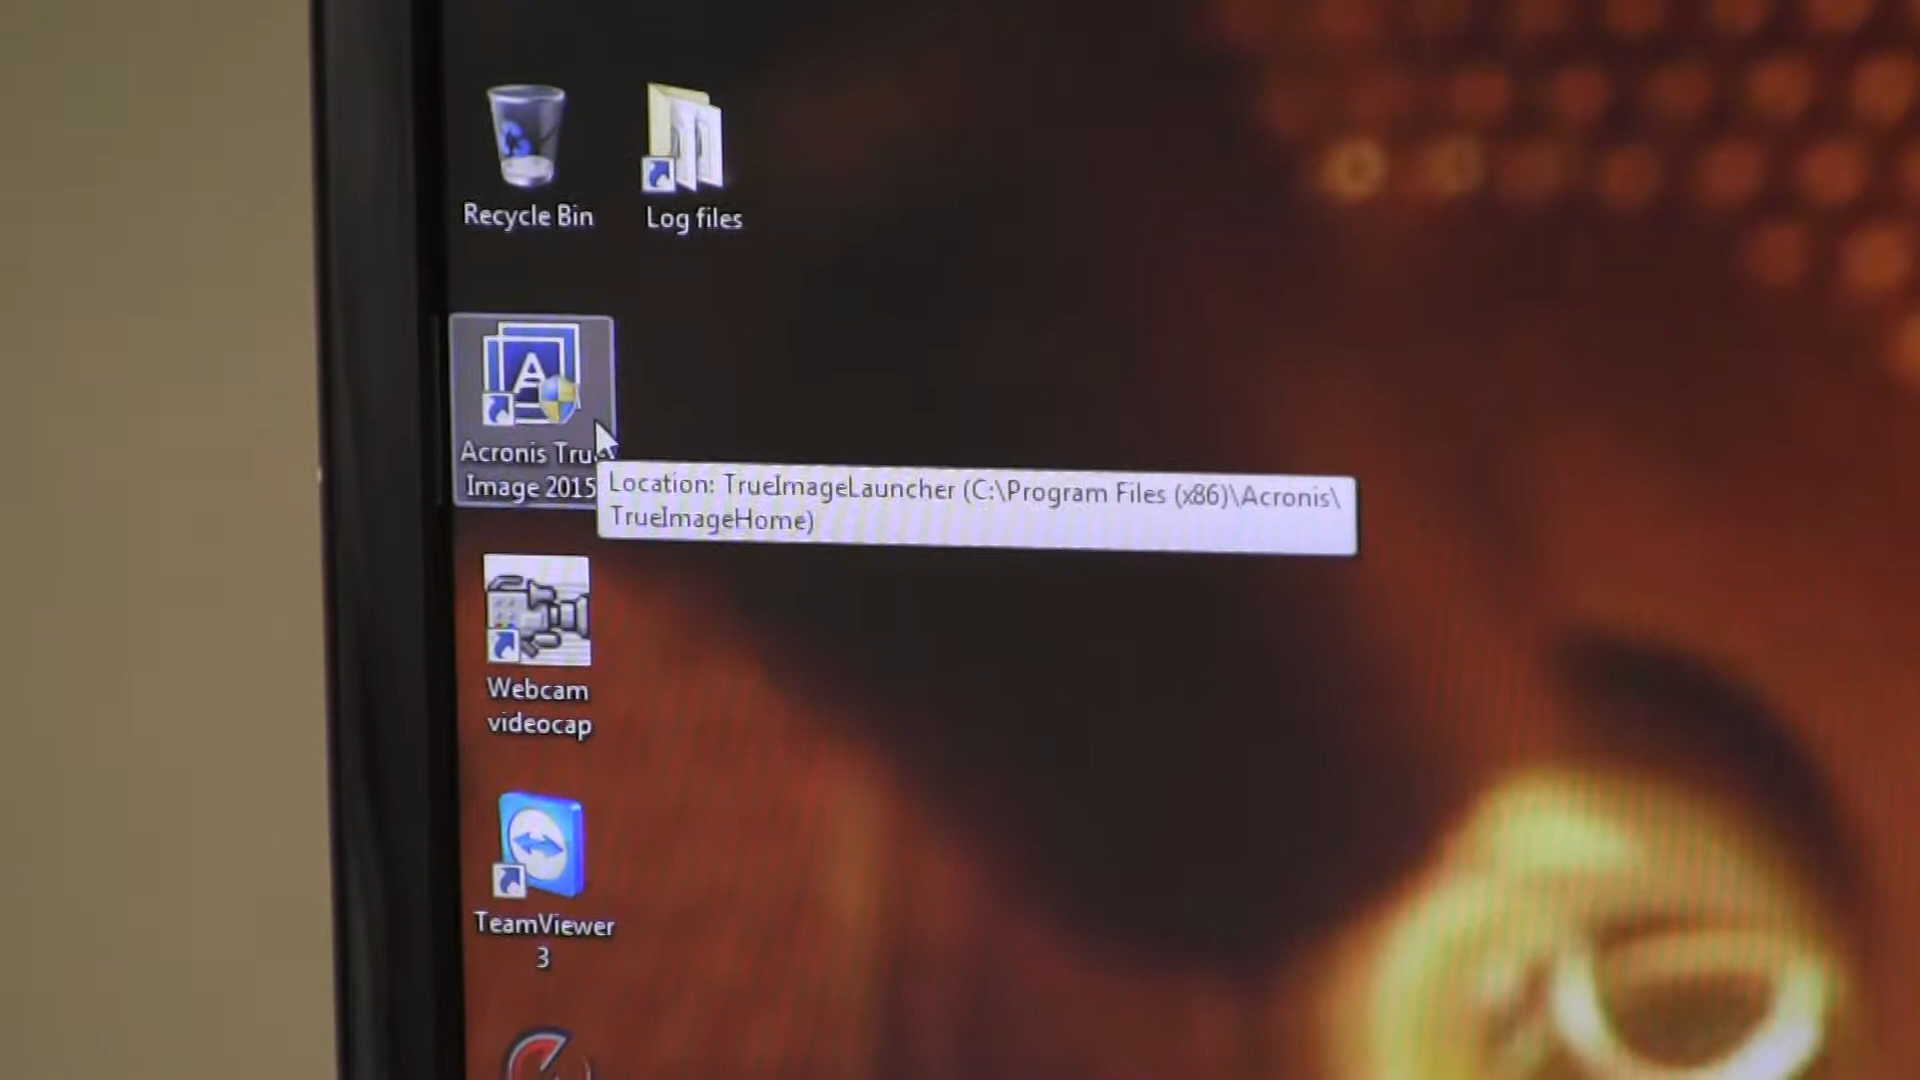 Recycle Bin
Log files
A
Acronis Tru
Image 2015
Location: TrueImageLauncher (C:\Program Files (x86)\Acronis\
TrueImageHome)
Webcam
videocap
TeamViewer
3